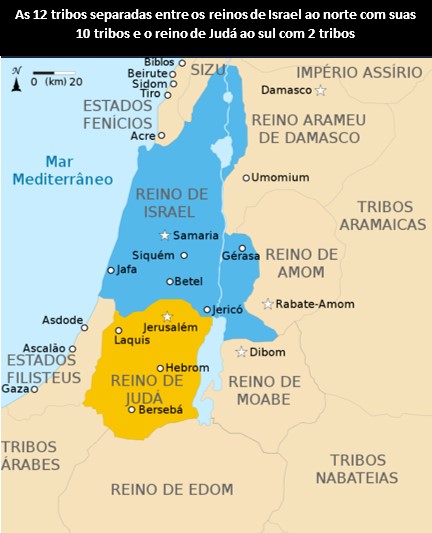 As 12 tribos separadas entre os reinos de Israel ao norte com suas
10 tribos e o reino de Judá ao sul com 2 tribos
N
0 (km) 20
Biblos
Beirute
Sidom
Tiro
SIZU
IMPÉRIO ASSÍRIO
Damasco
ESTADOS
FENÍCIOS
REINO ARAMEU
DE DAMASCO
Acre
Mar
Mediterrâneo
Umomium
REINO DE
ISRAEL
TRIBOS
ARAMAICAS
Samaria
Siquém
Gérasa
REINO DE
AMOM
Jafa
Betel
Jericó
Rabate-Amom
Asdode
Jerusalém
Laquis
Ascalão
Dibom
ESTADOS
FILISTEUS
Hebrom
Gaza
REINO DE
JUDÁ
REINO DE
MOABE
Bersebá
TRIBOS
ÁRABES
TRIBOS
NABATEIAS
REINO DE EDOM